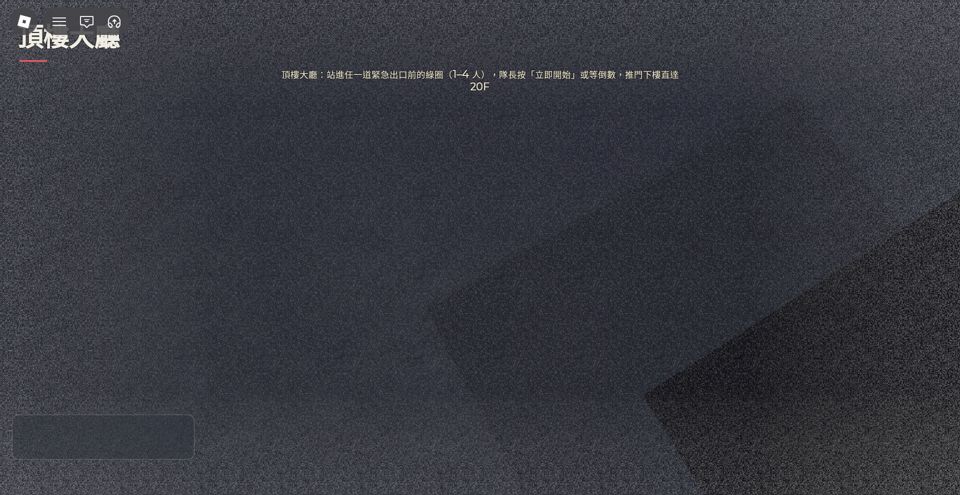 頂樓大廳
頂樓大廳：站進任一道緊急出口前的綠圈（1–4 人），隊長按「立即開始」或等倒數，推門下樓直達
20F